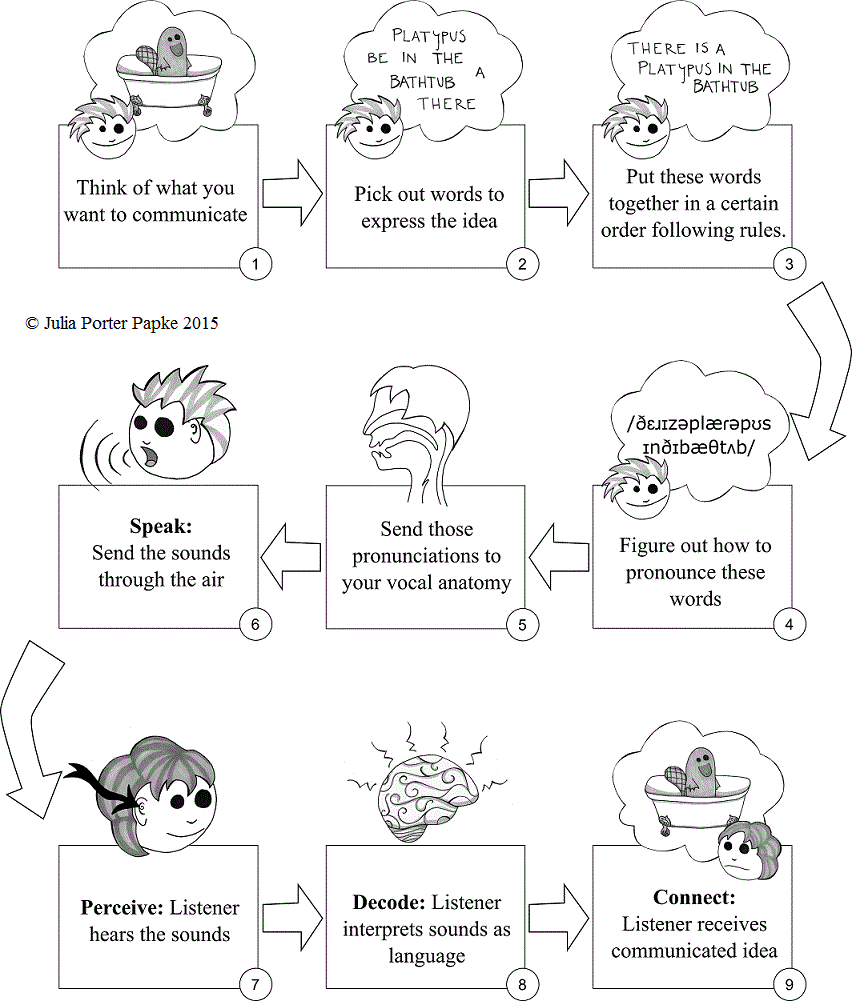 PLATYPUS
BE IN THE
BATHTUB A
THERE
THERE IS A
PLATYPUS IN THE
BATHTUB
Think of what you
want to communicate
1
Pick out words to
express the idea
2
Put these words
together in a certain
order following rules.
3
© Julia Porter Papke 2015
/ðɛɹɪzəplæɾəpʊs
ɪnðɪbæθtʌb/
Speak:
Send the sounds
through the air
6
Send those
pronunciations to
your vocal anatomy
5
Figure out how to
pronounce these
words
4
Perceive: Listener
hears the sounds
7
Decode: Listener
interprets sounds as
language
8
Connect:
Listener receives
communicated idea
9